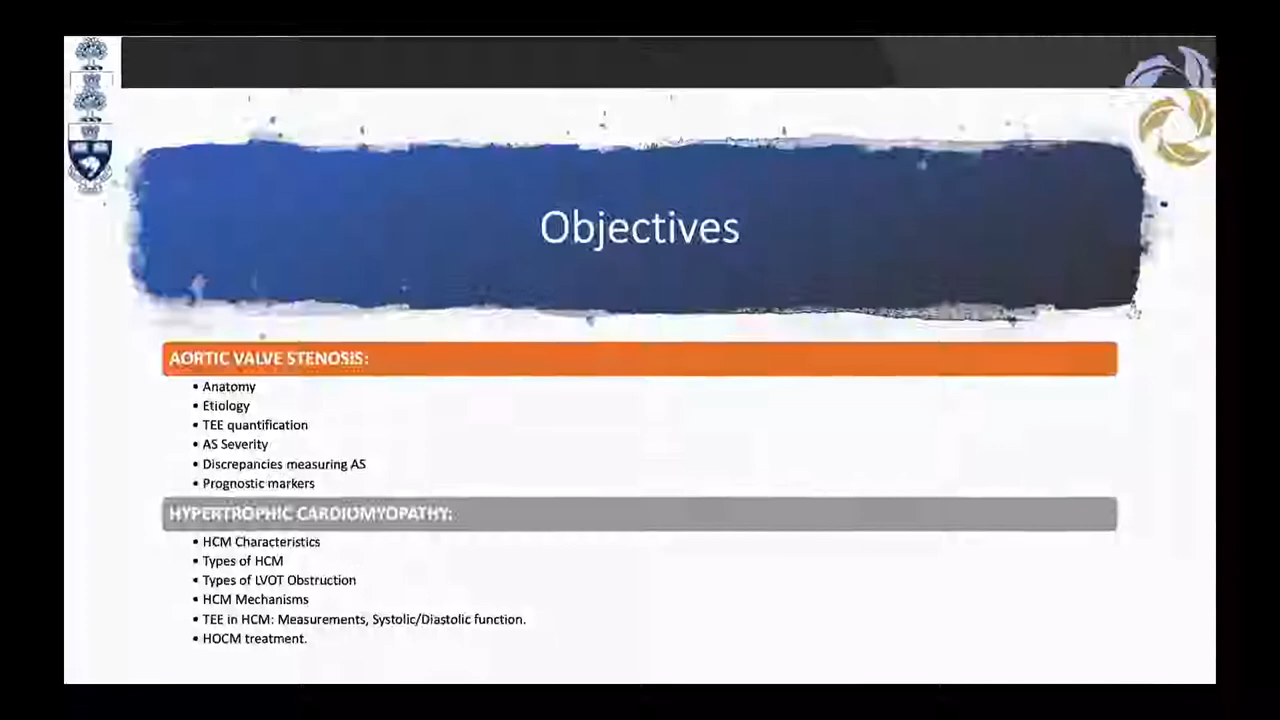 Objectives
AORTIC VALVE STENOSIS:
• Anatomy
• Etiology
• TEE quantification
• AS Severity
• Discrepancies measuring AS
• Prognostic markers
HYPERTROPHIC CARDIOMYOPATHY:
• HCM Characteristics
• Types of HCM
• Types of LVOT Obstruction
• HCM Mechanisms
• TEE in HCM: Measurements, Systolic/Diastolic function.
• HOCM treatment.